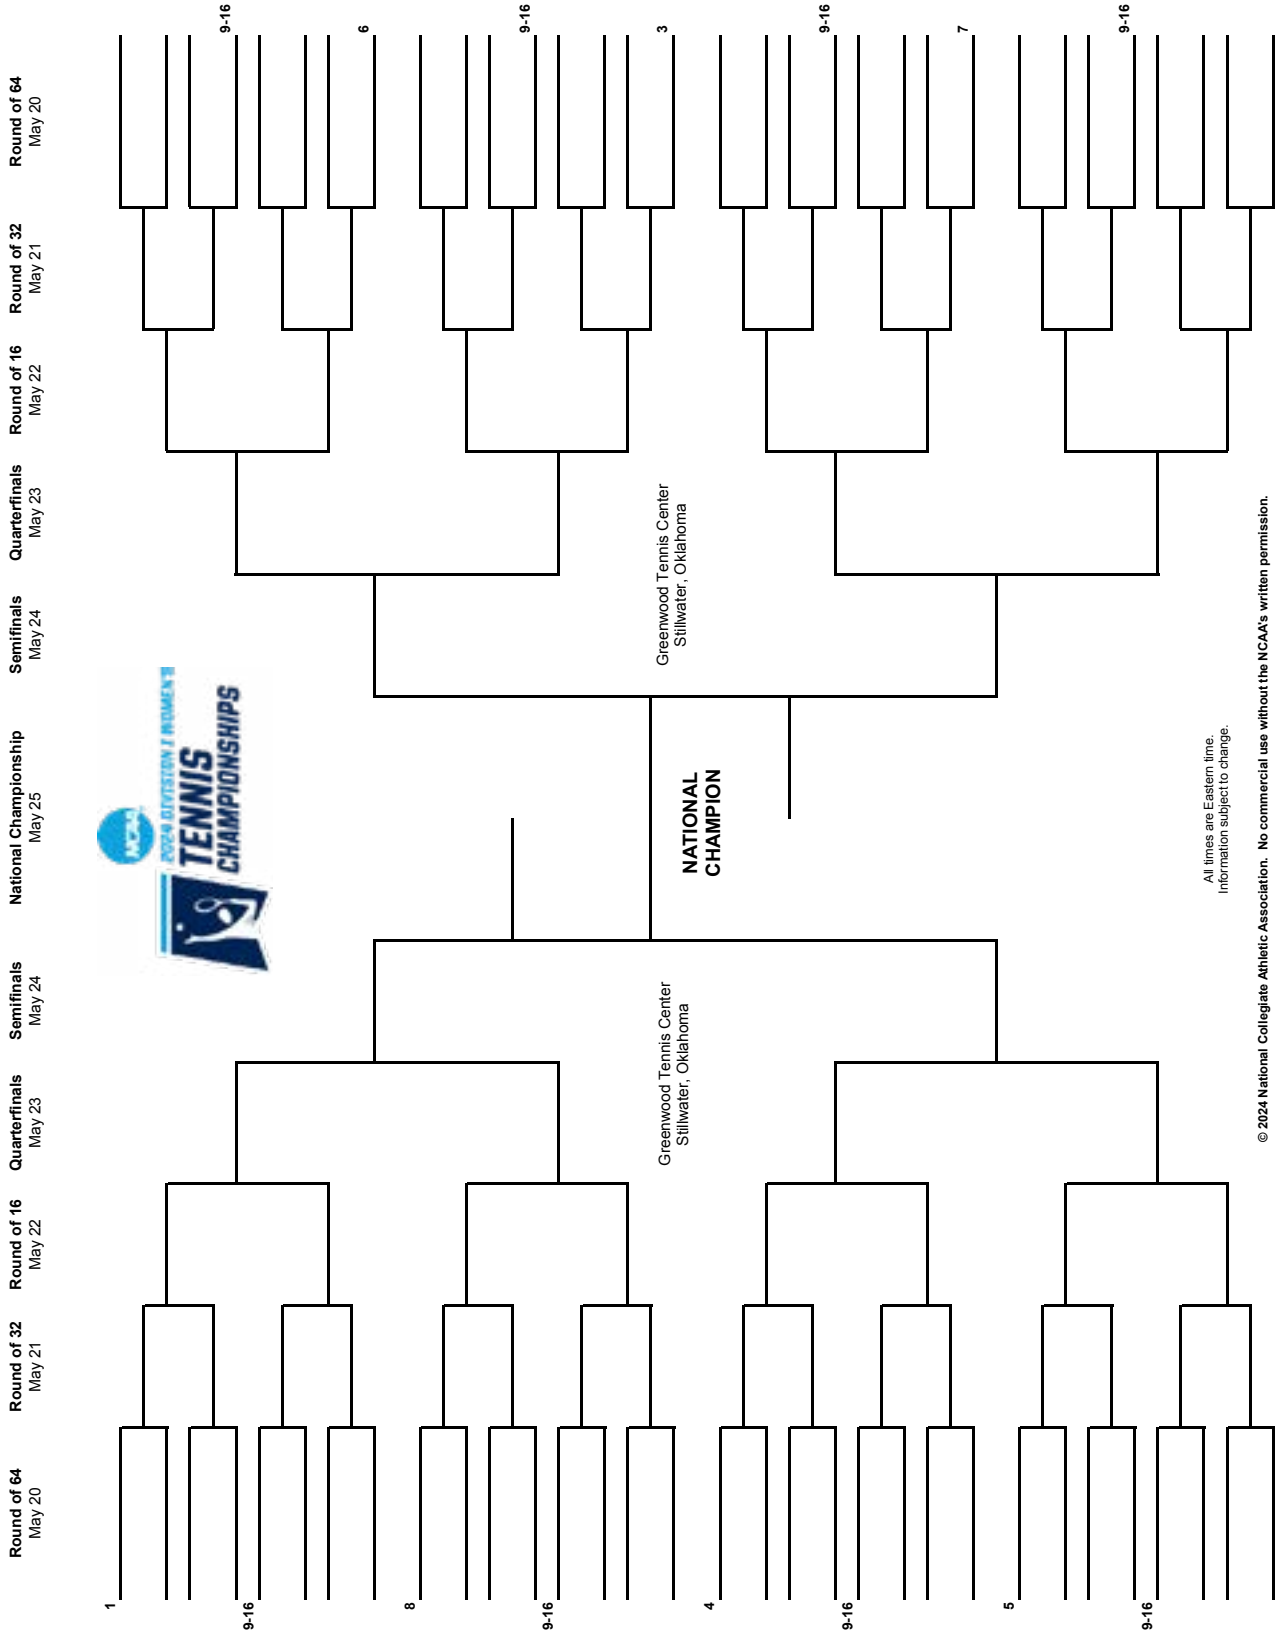 Round of 64
May 20
Round of 32
May 21
Round of 16
May 22
Quarterfinals
May 23
Semifinals
May 24
National Championship
May 25
Semifinals
May 24
Quarterfinals
May 23
Round of 16
May 22
Round of 32
May 21
Round of 64
May 20
NCAA
2024 DIVISION I WOMEN'S
TENNIS
CHAMPIONSHIPS
1
9-16
8
9-16
4
9-16
5
9-16
9-16
6
9-16
3
9-16
7
9-16
Greenwood Tennis Center
Stillwater, Oklahoma
Greenwood Tennis Center
Stillwater, Oklahoma
NATIONAL
CHAMPION
All times are Eastern time.
Information subject to change.
© 2024 National Collegiate Athletic Association. No commercial use without the NCAA's written permission.